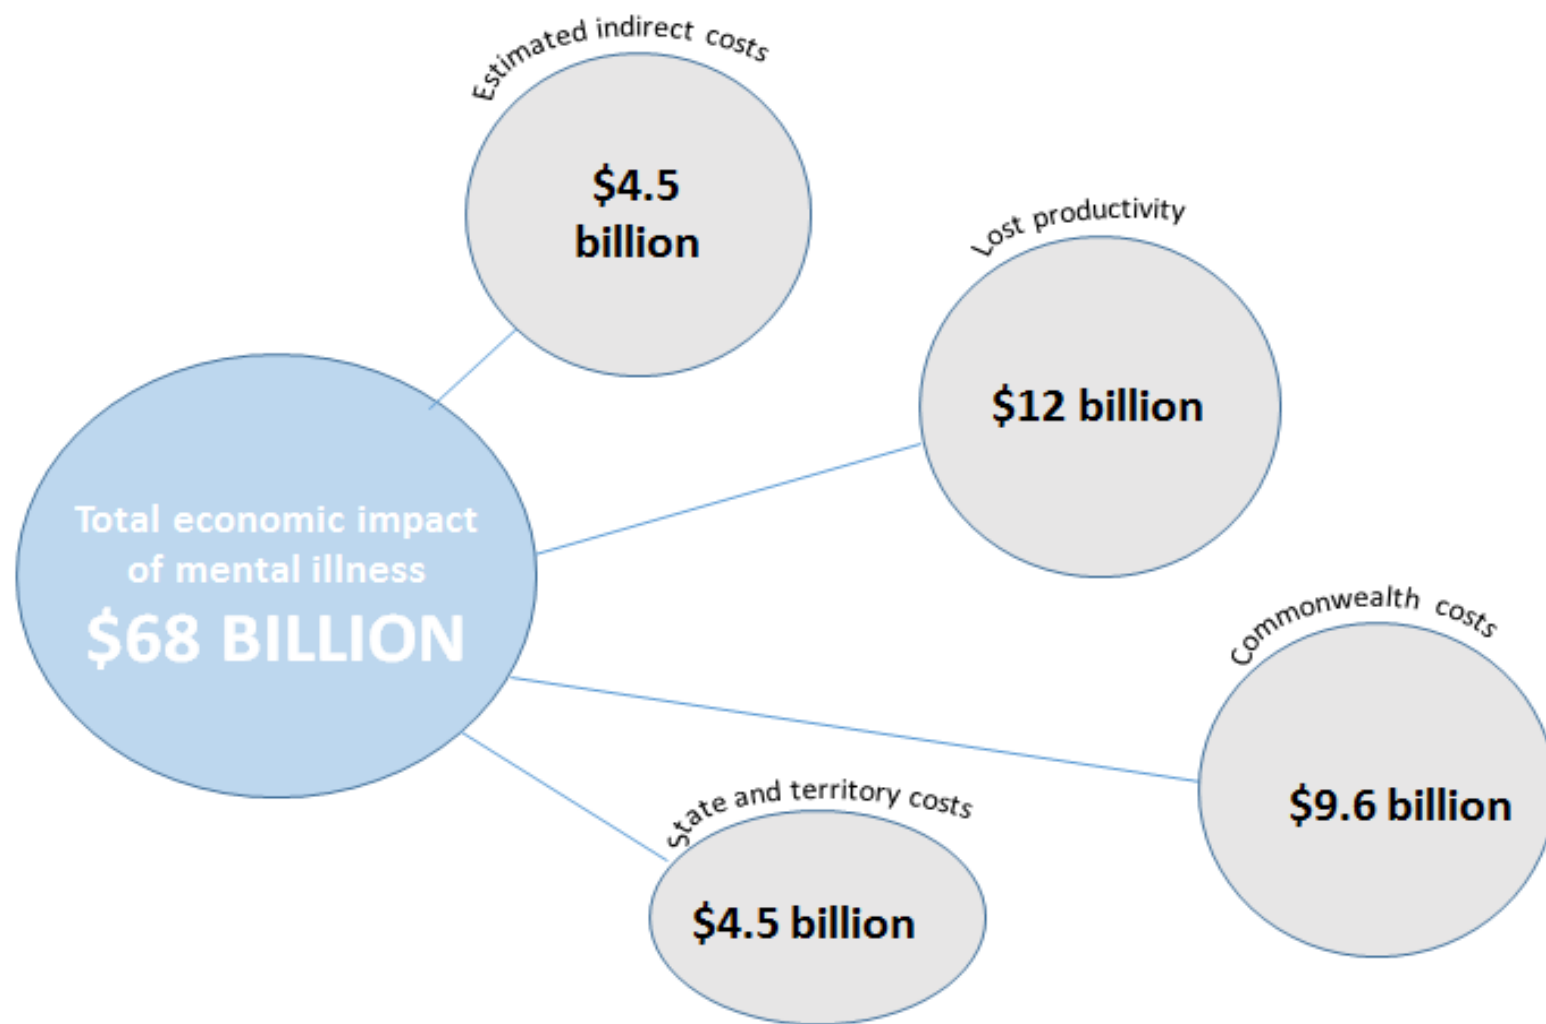 Estimated indirect costs
$4.5
billion
Lost productivity
$12 billion
Total economic impact
of mental illness
$68 BILLION
Commonwealth costs
$9.6 billion
State and territory costs
$4.5 billion